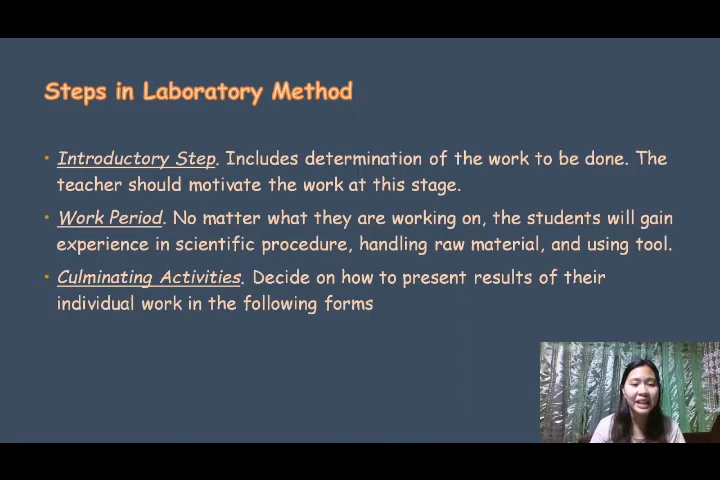 Steps in Laboratory Method
• Introductory Step. Includes determination of the work to be done. The
teacher should motivate the work at this stage.
• Work Period. No matter what they are working on, the students will gain
experience in scientific procedure, handling raw material, and using tool.
• Culminating Activities. Decide on how to present results of their
individual work in the following forms